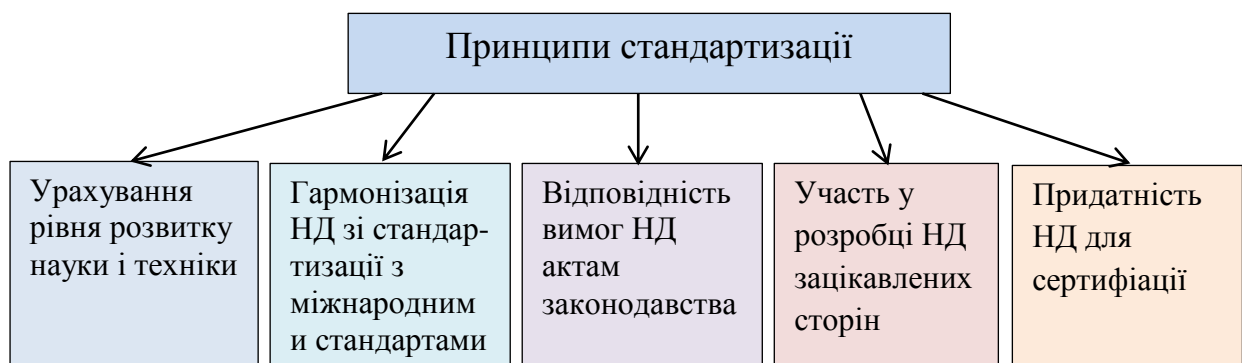 Принципи стандартизації
Урахування
рівня розвитку
науки і техніки
Гармонізація
НД зі стандар-
тизації з
міжнародним
и стандартами
Відповідність
вимог НД
актам
законодавства
Участь у
розробці НД
зацікавлених
сторін
Придатність
НД для
сертифіації